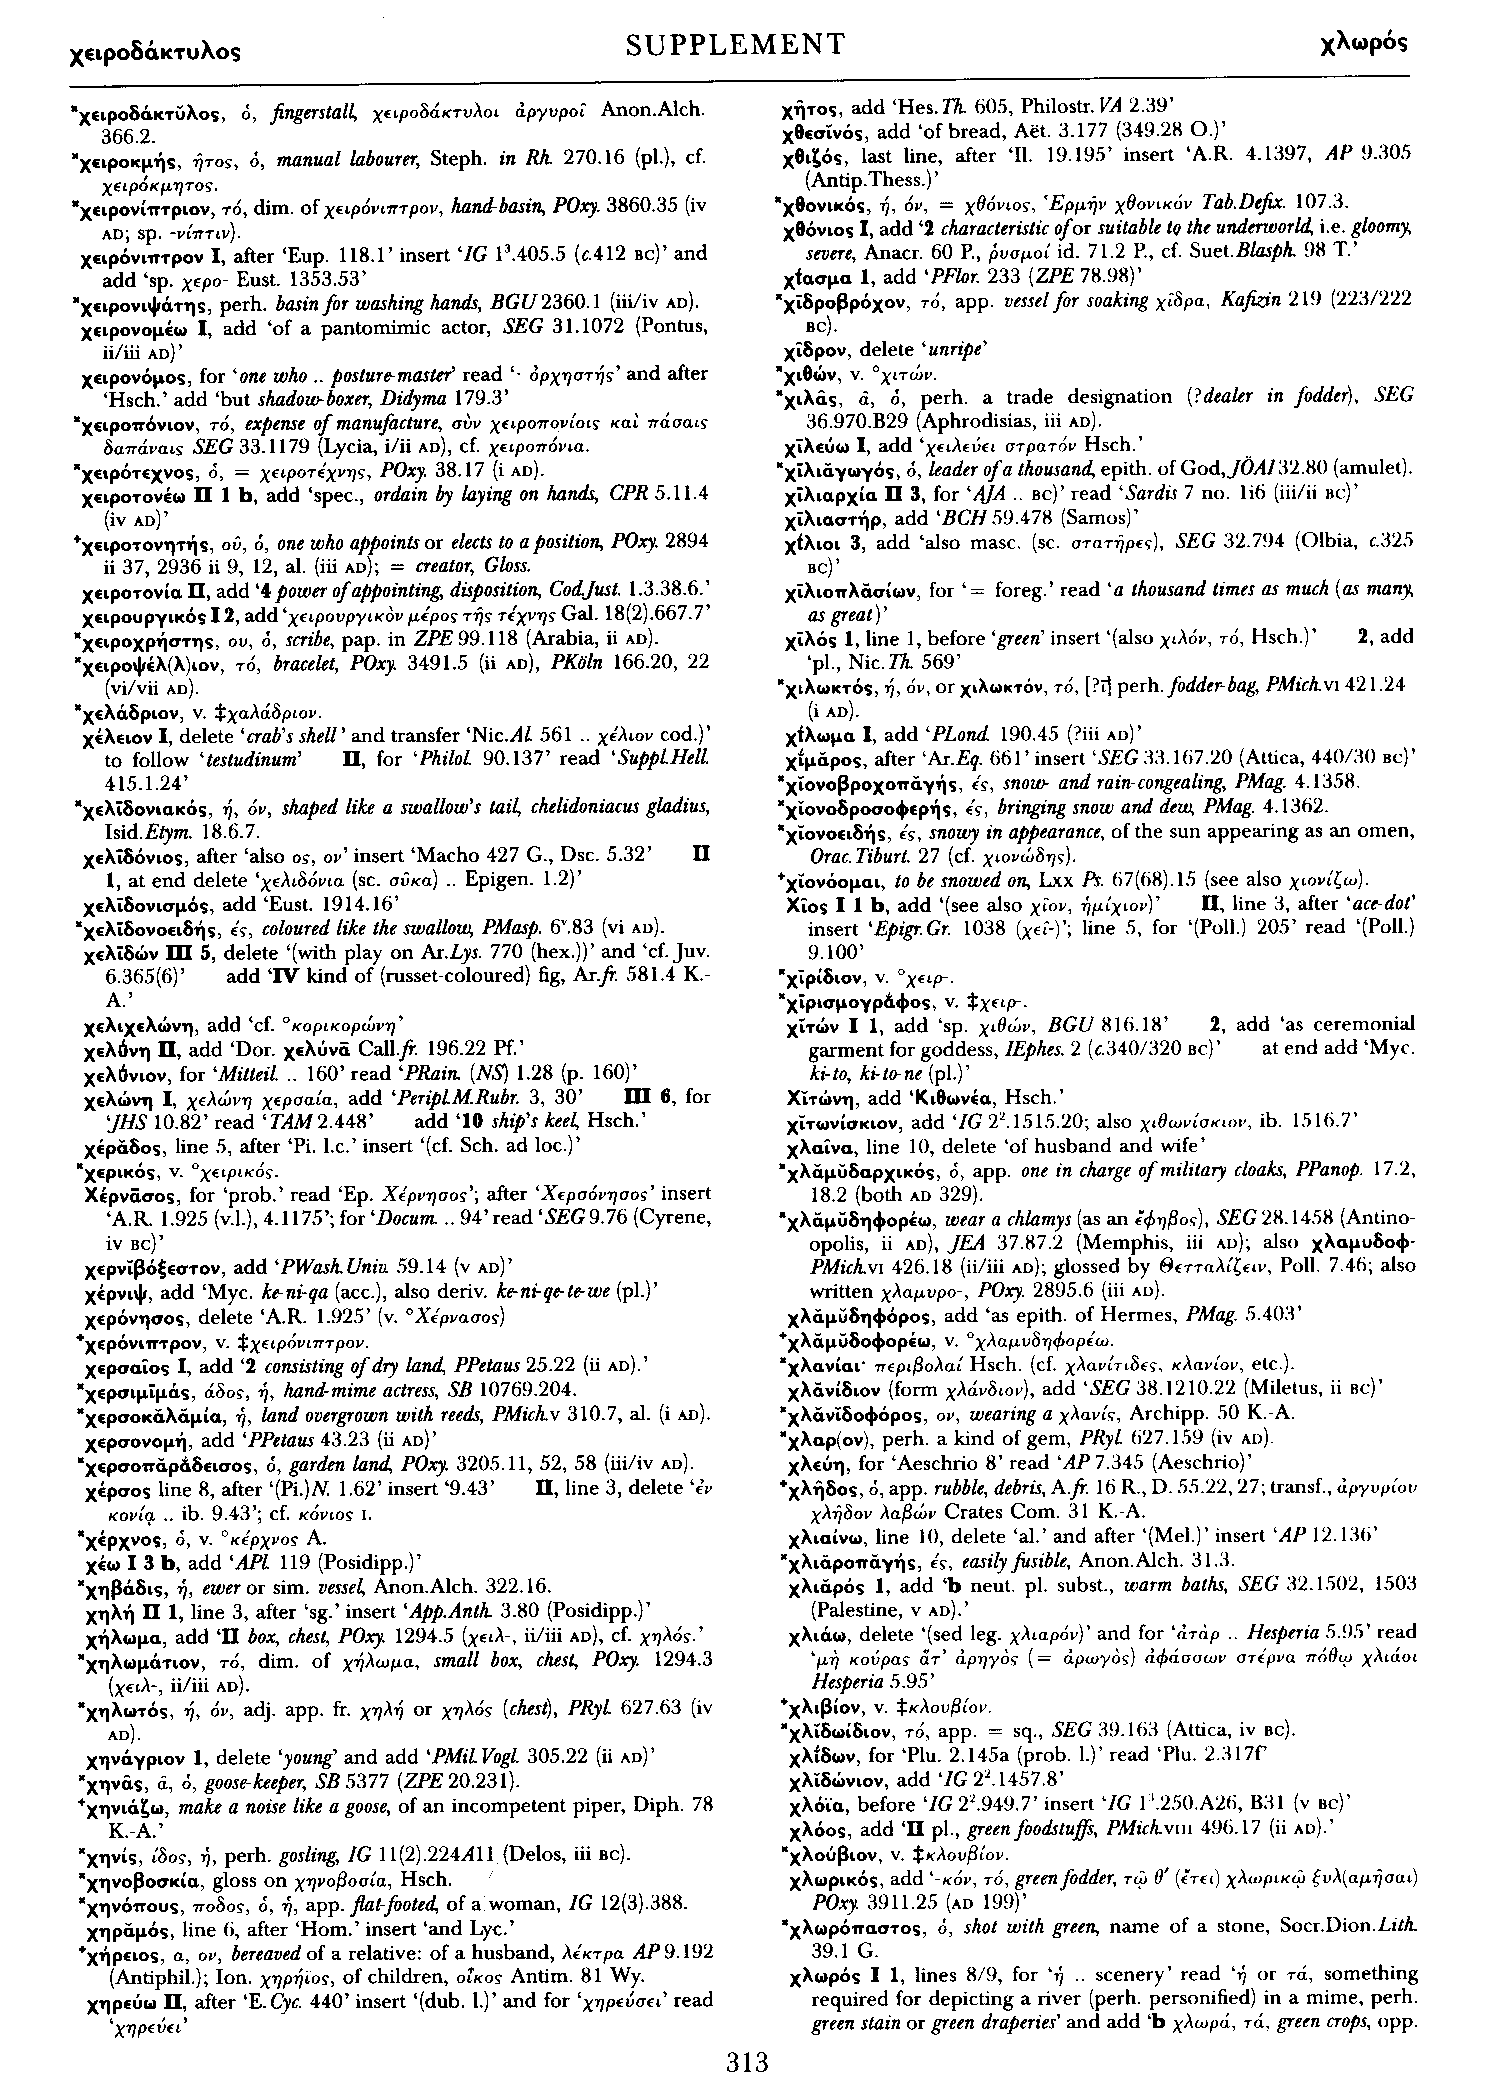 χειροδάκτυλος
SUPPLEMENT
χλωρός
*χειροδάκτῠλος, ὁ, fingerstall, χειροδάκτυλοι ἀργυροῖ Anon.Alch.
366.2.
*χειροκμής, ῆτος, ὁ, manual labourer, Steph. in Rh. 270.16 (pl.), cf.
χειρόκμητος.
*χειρονίπτριον, τό, dim. of χειρόνιπτρον, hand-basin, POxy. 3860.35 (iv
AD; sp. -νίπτιν).
χειρόνιπτρον I, after ‘Eup. 118.1’ insert ‘IG 1³.405.5 (c.412 BC)’ and
add ‘sp. χερο- Eust. 1353.53’
*χειρονιψάτης, perh. basin for washing hands, BGU 2360.1 (iii/iv AD).
χειρονομέω I, add ‘of a pantomimic actor, SEG 31.1072 (Pontus,
ii/iii AD)’
χειρονόμος, for ‘one who .. posture-master’ read ‘· ὀρχηστής’ and after
‘Hsch.’ add ‘but shadow-boxer, Didyma 179.3’
*χειροπόνιον, τό, expense of manufacture, σὺν χειροπονίοις καὶ πάσαις
δαπάναις SEG 33.1179 (Lycia, i/ii AD), cf. χειροπόνια.
*χειρότεχνος, ὁ, = χειροτέχνης, POxy. 38.17 (i AD).
χειροτονέω II 1 b, add ‘spec., ordain by laying on hands, CPR 5.11.4
(iv AD)’
⁺χειροτονητής, οῦ, ὁ, one who appoints or elects to a position, POxy. 2894
ii 37, 2936 ii 9, 12, al. (iii AD); = creator, Gloss.
χειροτονία II, add ‘4 power of appointing, disposition, Cod.Just. 1.3.38.6.’
χειρουργικός I 2, add ‘χειρουργικὸν μέρος τῆς τέχνης Gal. 18(2).667.7’
*χειροχρήστης, ου, ὁ, scribe, pap. in ZPE 99.118 (Arabia, ii AD).
*χειροψέλ(λ)ιον, τό, bracelet, POxy. 3491.5 (ii AD), PKöln 166.20, 22
(vi/vii AD).
*χελάδριον, v. ‡χαλάδριον.
χέλειον I, delete ‘crab's shell’ and transfer ‘Nic.Al. 561 .. χέλιον cod.)’
to follow ‘testudinum’ II, for ‘Philol. 90.137’ read ‘Suppl.Hell.
415.1.24’
*χελῑδονιακός, ή, όν, shaped like a swallow's tail, chelidoniacus gladius,
Isid.Etym. 18.6.7.
χελῑδόνιος, after ‘also ος, ον’ insert ‘Macho 427 G., Dsc. 5.32’ II
1, at end delete ‘χελιδόνια (sc. σῦκα) .. Epigen. 1.2)’
χελῑδονισμός, add ‘Eust. 1914.16’
*χελῑδονοειδής, ές, coloured like the swallow, PMasp. 6ᵛ.83 (vi AD).
χελῑδών III 5, delete ‘(with play on Ar.Lys. 770 (hex.))’ and ‘cf. Juv.
6.365(6)’ add ‘IV kind of (russet-coloured) fig, Ar.fr. 581.4 K.-
A.’
χελιχελώνη, add ‘cf. °κορικορώνη’
χελύνη II, add ‘Dor. χελύνᾱ Call.fr. 196.22 Pf.’
χελύνιον, for ‘Mitteil. .. 160’ read ‘PRain. (NS) 1.28 (p. 160)’
χελώνη I, χελώνη χερσαία, add ‘Peripl.M.Rubr. 3, 30’ III 6, for
‘JHS 10.82’ read ‘TAM 2.448’ add ‘10 ship's keel, Hsch.’
χέρᾰδος, line 5, after ‘Pi. l.c.’ insert ‘(cf. Sch. ad loc.)’
*χερικός, v. °χειρικός.
Χέρνᾱσος, for ‘prob.’ read ‘Ep. Χέρνησος’; after ‘Χερσόνησος’ insert
‘A.R. 1.925 (v.l.), 4.1175’; for ‘Docum. .. 94’ read ‘SEG 9.76 (Cyrene,
iv BC)’
χερνῐβόξεστον, add ‘PWash.Univ. 59.14 (v AD)’
χέρνιψ, add ‘Myc. ke-ni-qa (acc.), also deriv. ke-ni-qe-te-we (pl.)’
χερόνησος, delete ‘A.R. 1.925’ (v. °Χέρνασος)
⁺χερόνιπτρον, v. ‡χειρόνιπτρον.
χερσαῖος I, add ‘2 consisting of dry land, PPetaus 25.22 (ii AD).’
*χερσιμῑμάς, άδος, ἡ, hand-mime actress, SB 10769.204.
*χερσοκᾰλᾰμία, ἡ, land overgrown with reeds, PMich.v 310.7, al. (i AD).
χερσονομή, add ‘PPetaus 43.23 (ii AD)’
*χερσοπᾰράδεισος, ὁ, garden land, POxy. 3205.11, 52, 58 (iii/iv AD).
χέρσος line 8, after ‘(Pi.)N. 1.62’ insert ‘9.43’ II, line 3, delete ‘ἐν
κονίᾳ .. ib. 9.43’; cf. κόνιος I.
*χέρχνος, ὁ, v. °κέρχνος A.
χέω I 3 b, add ‘APl. 119 (Posidipp.)’
*χηβάδις, ἡ, ewer or sim. vessel, Anon.Alch. 322.16.
χηλή II 1, line 3, after ‘sg.’ insert ‘App.Anth. 3.80 (Posidipp.)’
χήλωμα, add ‘II box, chest, POxy. 1294.5 (χειλ-, ii/iii AD), cf. χηλός.’
*χηλωμάτιον, τό, dim. of χήλωμα, small box, chest, POxy. 1294.3
(χειλ-, ii/iii AD).
*χηλωτός, ή, όν, adj. app. fr. χηλή or χηλός (chest), PRyl. 627.63 (iv
AD).
χηνάγριον 1, delete ‘young’ and add ‘PMil.Vogl. 305.22 (ii AD)’
*χηνᾶς, ᾶ, ὁ, goose-keeper, SB 5377 (ZPE 20.231).
⁺χηνιάζω, make a noise like a goose, of an incompetent piper, Diph. 78
K.-A.’
*χηνίς, ίδος, ἡ, perh. gosling, IG 11(2).224A11 (Delos, iii BC).
*χηνοβοσκία, gloss on χηνοβοσία, Hsch.
*χηνόπους, ποδος, ὁ, ἡ, app. flat-footed, of a woman, IG 12(3).388.
χηρᾰμός, line 6, after ‘Hom.’ insert ‘and Lyc.’
⁺χήρειος, α, ον, bereaved of a relative: of a husband, λέκτρα AP 9.192
(Antiphil.); Ion. χηρήϊος, of children, οἶκος Antim. 81 Wy.
χηρεύω II, after ‘E.Cyc. 440’ insert ‘(dub. l.)’ and for ‘χηρεύσει’ read
‘χηρεύει’
χῆτος, add ‘Hes.Th. 605, Philostr.VA 2.39’
χθεσῐνός, add ‘of bread, Aët. 3.177 (349.28 O.)’
χθιζός, last line, after ‘Il. 19.195’ insert ‘A.R. 4.1397, AP 9.305
(Antip.Thess.)’
*χθονικός, ή, όν, = χθόνιος, Ἑρμῆν χθονικόν Tab.Defix. 107.3.
χθόνιος I, add ‘2 characteristic of or suitable to the underworld, i.e. gloomy,
severe, Anacr. 60 P., ῥυσμοί id. 71.2 P., cf. Suet.Blasph. 98 T.’
χίασμα 1, add ‘PFlor. 233 (ZPE 78.98)’
*χῑδροβρόχον, τό, app. vessel for soaking χῖδρα, Kafizin 219 (223/222
BC).
χῖδρον, delete ‘unripe’
*χιθών, v. °χιτών.
*χιλᾶς, ᾶ, ὁ, perh. a trade designation (?dealer in fodder), SEG
36.970.B29 (Aphrodisias, iii AD).
χῑλεύω I, add ‘χειλεύει στρατόν Hsch.’
*χῑλιᾰγωγός, ὁ, leader of a thousand, epith. of God, JÖAI 32.80 (amulet).
χῑλιαρχία II 3, for ‘AJA .. BC)’ read ‘Sardis 7 no. 1i6 (iii/ii BC)’
χῑλιαστήρ, add ‘BCH 59.478 (Samos)’
χίλιοι 3, add ‘also masc. (sc. στατῆρες), SEG 32.794 (Olbia, c.325
BC)’
χῑλιοπλᾰσίων, for ‘= foreg.’ read ‘a thousand times as much (as many,
as great)’
χῑλός 1, line 1, before ‘green’ insert ‘(also χιλόν, τό, Hsch.)’ 2, add
‘pl., Nic.Th. 569’
*χιλωκτός, ή, όν, or χιλωκτόν, τό, [?ῑ] perh. fodder-bag, PMich.VI 421.24
(i AD).
χίλωμα I, add ‘PLond. 190.45 (?iii AD)’
χίμᾰρος, after ‘Ar.Eq. 661’ insert ‘SEG 33.167.20 (Attica, 440/30 BC)’
*χῐονοβροχοπᾰγής, ές, snow- and rain-congealing, PMag. 4.1358.
*χῐονοδροσοφερής, ές, bringing snow and dew, PMag. 4.1362.
*χῐονοειδής, ές, snowy in appearance, of the sun appearing as an omen,
Orac.Tiburt. 27 (cf. χιονώδης).
⁺χῐονόομαι, to be snowed on, Lxx Ps. 67(68).15 (see also χιονίζω).
Χῖος I 1 b, add ‘(see also χῖον, ἡμίχιον)’ II, line 3, after ‘ace-dot’
insert ‘Epigr.Gr. 1038 (χεῖ-)’; line 5, for ‘(Poll.) 205’ read ‘(Poll.)
9.100’
*χῑρίδιον, v. °χειρ-.
*χῑρισμογράφος, v. ‡χειρ-.
χῐτών I 1, add ‘sp. χιθών, BGU 816.18’ 2, add ‘as ceremonial
garment for goddess, IEphes. 2 (c.340/320 BC)’ at end add ‘Myc.
ki-to, ki-to-ne (pl.)’
Χῐτώνη, add ‘Κιθωνέα, Hsch.’
χῐτωνίσκιον, add ‘IG 2².1515.20; also χιθωνίσκιον, ib. 1516.7’
χλαῖνα, line 10, delete ‘of husband and wife’
*χλᾰμῠδαρχικός, ὁ, app. one in charge of military cloaks, PPanop. 17.2,
18.2 (both AD 329).
*χλᾰμῠδηφορέω, wear a chlamys (as an ἔφηβος), SEG 28.1458 (Antino-
opolis, ii AD), JEA 37.87.2 (Memphis, iii AD); also χλαμυδοφ-
PMich.VI 426.18 (ii/iii AD); glossed by Θετταλίζειν, Poll. 7.46; also
written χλαμυρο-, POxy. 2895.6 (iii AD).
χλᾰμῠδηφόρος, add ‘as epith. of Hermes, PMag. 5.403’
⁺χλᾰμῠδοφορέω, v. °χλαμυδηφορέω.
*χλανίαι· περιβολαί Hsch. (cf. χλανίτιδες, κλανίον, etc.).
χλᾰνίδιον (form χλάνδιον), add ‘SEG 38.1210.22 (Miletus, ii BC)’
*χλᾰνῐδοφόρος, ον, wearing a χλανίς, Archipp. 50 K.-A.
*χλαρ(ον), perh. a kind of gem, PRyl. 627.159 (iv AD).
χλεύη, for ‘Aeschrio 8’ read ‘AP 7.345 (Aeschrio)’
⁺χλῆδος, ὁ, app. rubble, debris, A.fr. 16 R., D. 55.22, 27; transf., ἀργυρίου
χλῆδον λαβών Crates Com. 31 K.-A.
χλιαίνω, line 10, delete ‘al.’ and after ‘(Mel.)’ insert ‘AP 12.136’
*χλιᾰροπᾰγής, ές, easily fusible, Anon.Alch. 31.3.
χλιᾰρός 1, add ‘b neut. pl. subst., warm baths, SEG 32.1502, 1503
(Palestine, v AD).’
χλιάω, delete ‘(sed leg. χλιαρόν)’ and for ‘ἀτὰρ .. Hesperia 5.95’ read
‘μὴ κούρας ἄτ’ ἀρηγὸς (= ἀρωγὸς) ἀφάσσων στέρνα πόθῳ χλιάοι
Hesperia 5.95’
⁺χλιβίον, v. ‡κλουβίον.
*χλῐδωίδιον, τό, app. = sq., SEG 39.163 (Attica, iv BC).
χλίδων, for ‘Plu. 2.145a (prob. l.)’ read ‘Plu. 2.317f’
χλῐδώνιον, add ‘IG 2².1457.8’
χλόϊα, before ‘IG 2².949.7’ insert ‘IG 1³.250.A26, B31 (v BC)’
χλόος, add ‘II pl., green foodstuffs, PMich.VIII 496.17 (ii AD).’
*χλούβιον, v. ‡κλουβίον.
χλωρικός, add ‘-κόν, τό, green fodder, τῷ θ′ (ἔτει) χλωρικῷ ξυλ(αμῆσαι)
POxy. 3911.25 (AD 199)’
*χλωρόπαστος, ὁ, shot with green, name of a stone, Socr.Dion.Lith.
39.1 G.
χλωρός I 1, lines 8/9, for ‘ἡ .. scenery’ read ‘ἡ or τά, something
required for depicting a river (perh. personified) in a mime, perh.
green stain or green draperies’ and add ‘b χλωρά, τά, green crops, opp.
313